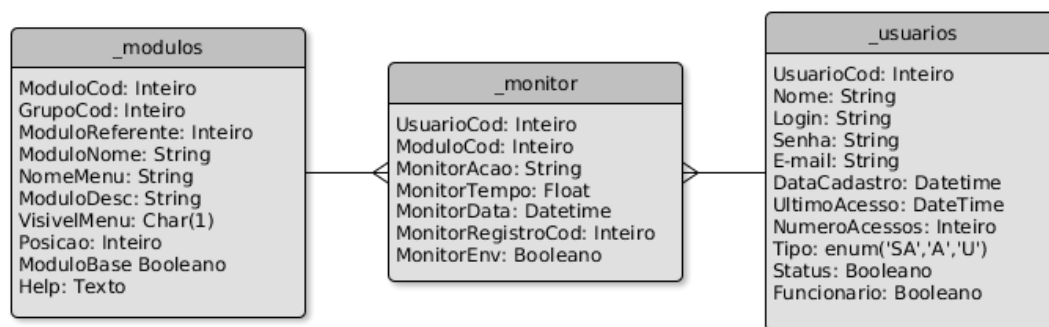 _modulos
ModuloCod: Inteiro
GrupoCod: Inteiro
ModuloReferente: Inteiro
ModuloNome: String
NomeMenu: String
ModuloDesc: String
VisivelMenu: Char(1)
Posicao: Inteiro
ModuloBase Booleano
Help: Texto
_monitor
UsuarioCod: Inteiro
ModuloCod: Inteiro
MonitorAcao: String
MonitorTempo: Float
MonitorData: Datetime
MonitorRegistroCod: Inteiro
MonitorEnv: Booleano
_usuarios
UsuarioCod: Inteiro
Nome: String
Login: String
Senha: String
E-mail: String
DataCadastro: Datetime
UltimoAcesso: DateTime
NumeroAcessos: Inteiro
Tipo: enum('SA','A','U')
Status: Booleano
Funcionario: Booleano